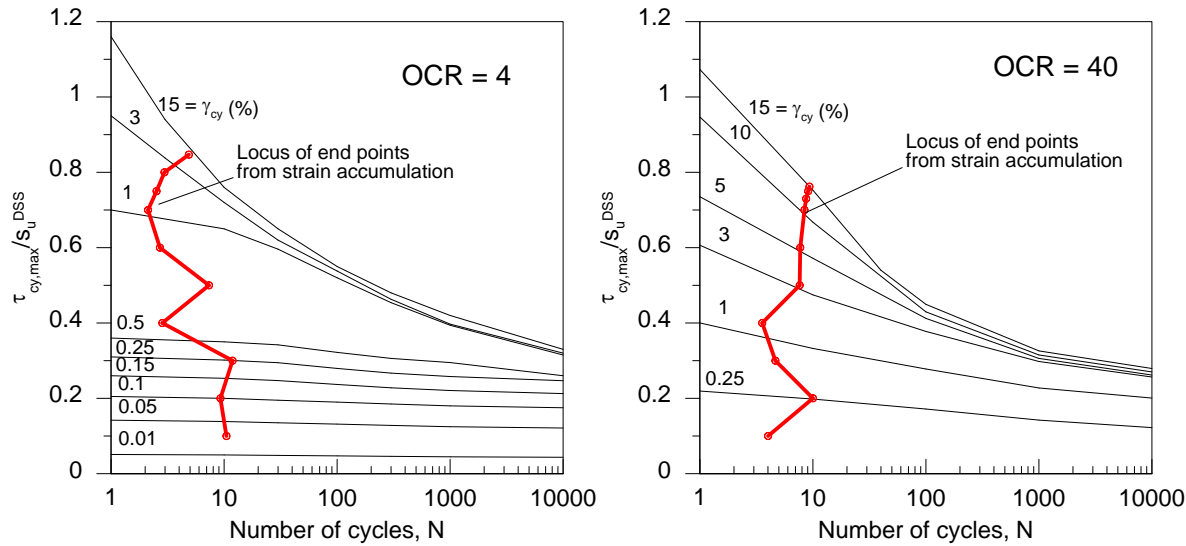 1.2
1
0.8
0.6
0.4
0.2
0
τcy,max/suDSS
OCR = 4
15 = γcy (%)
3
1
0.5
0.25
0.15
0.1
0.05
0.01
Locus of end points
from strain accumulation
1 10 100 1000 10000
Number of cycles, N
1.2
1
0.8
0.6
0.4
0.2
0
τcy,max/suDSS
OCR = 40
15 = γcy (%)
10
5
3
1
0.25
Locus of end points
from strain accumulation
1 10 100 1000 10000
Number of cycles, N